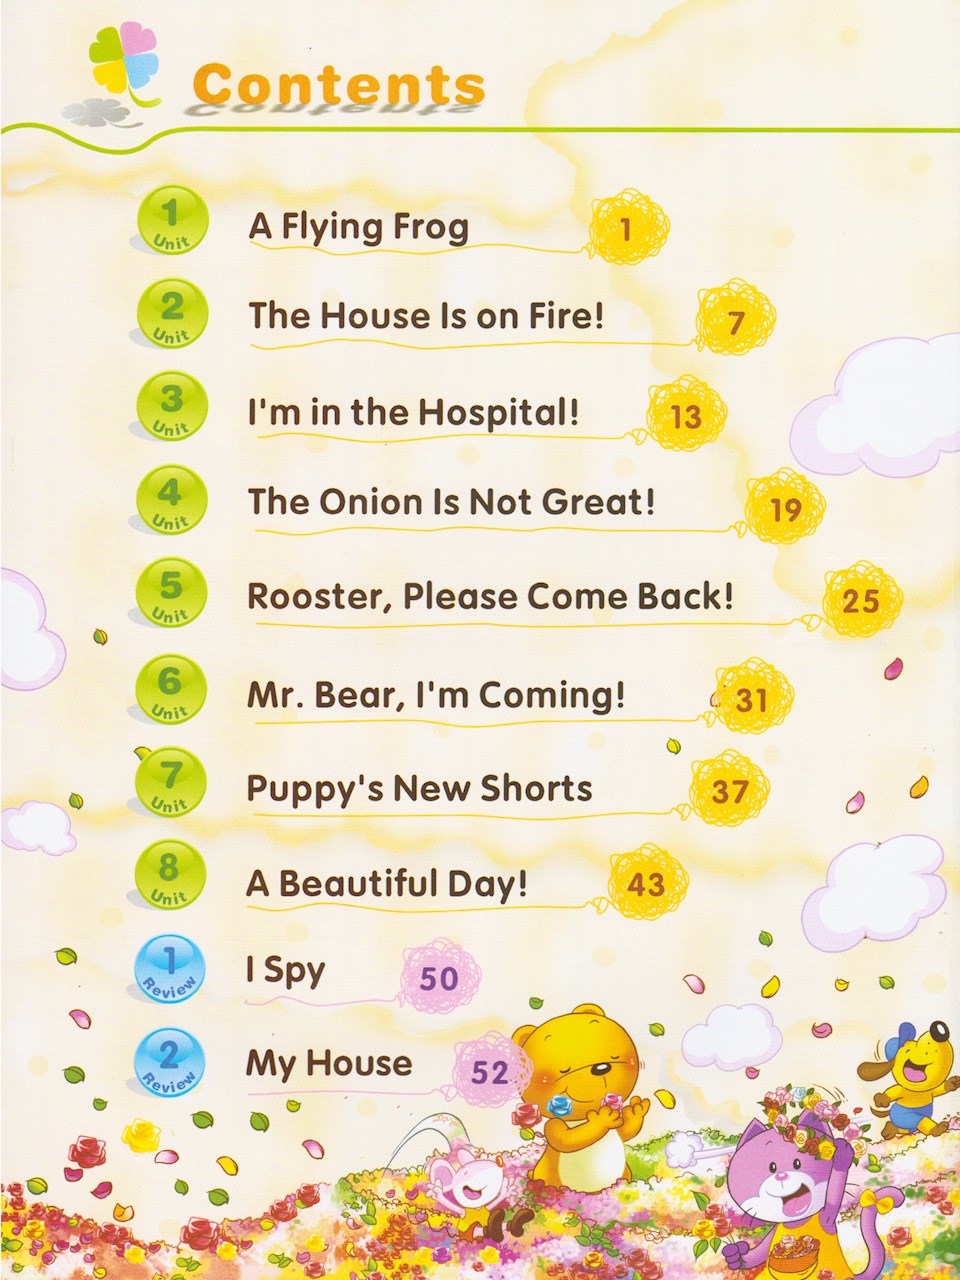 Contents
1 Unit A Flying Frog 1
2 Unit The House Is on Fire! 7
3 Unit I'm in the Hospital! 13
4 Unit The Onion Is Not Great! 19
5 Unit Rooster, Please Come Back! 25
6 Unit Mr. Bear, I'm Coming! 31
7 Unit Puppy's New Shorts 37
8 Unit A Beautiful Day! 43
1 Review I Spy 50
2 Review My House 52